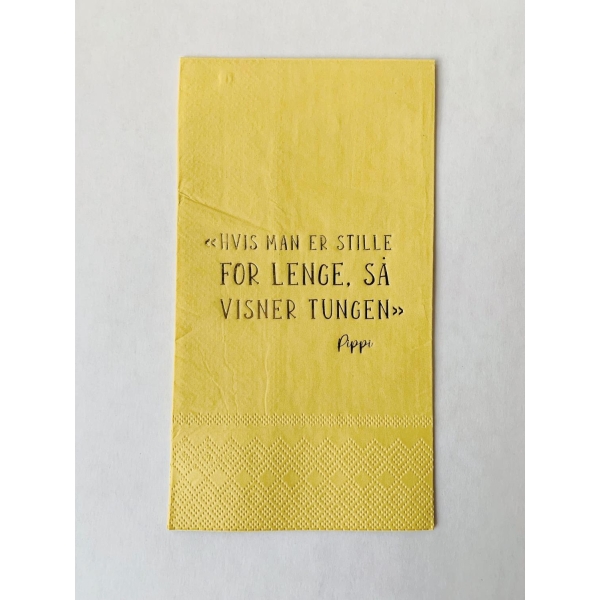 «HVIS MAN ER STILLE
FOR LENGE, SÅ
VISNER TUNGEN»
Pippi